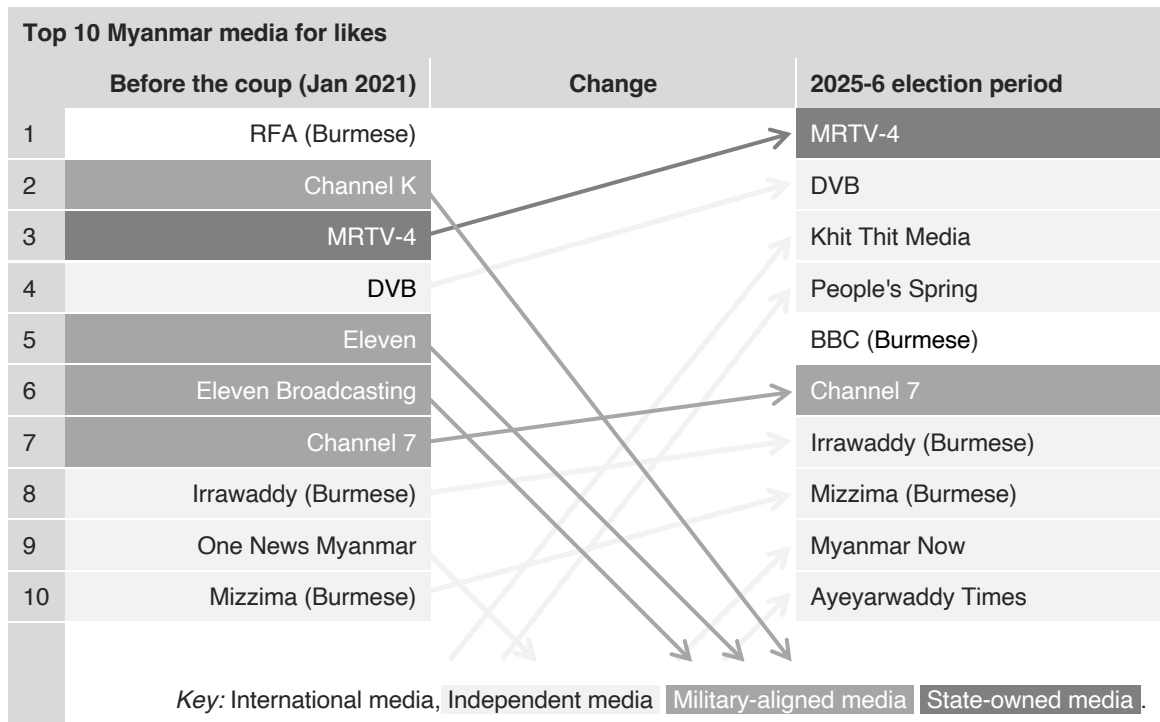 Top 10 Myanmar media for likes
Before the coup (Jan 2021) Change 2025-6 election period
1 RFA (Burmese) MRTV-4
2 Channel K DVB
3 MRTV-4 Khit Thit Media
4 DVB People's Spring
5 Eleven BBC (Burmese)
6 Eleven Broadcasting Channel 7
7 Channel 7 Irrawaddy (Burmese)
8 Irrawaddy (Burmese) Mizzima (Burmese)
9 One News Myanmar Myanmar Now
10 Mizzima (Burmese) Ayeyarwaddy Times
Key: International media, Independent media Military-aligned media State-owned media .